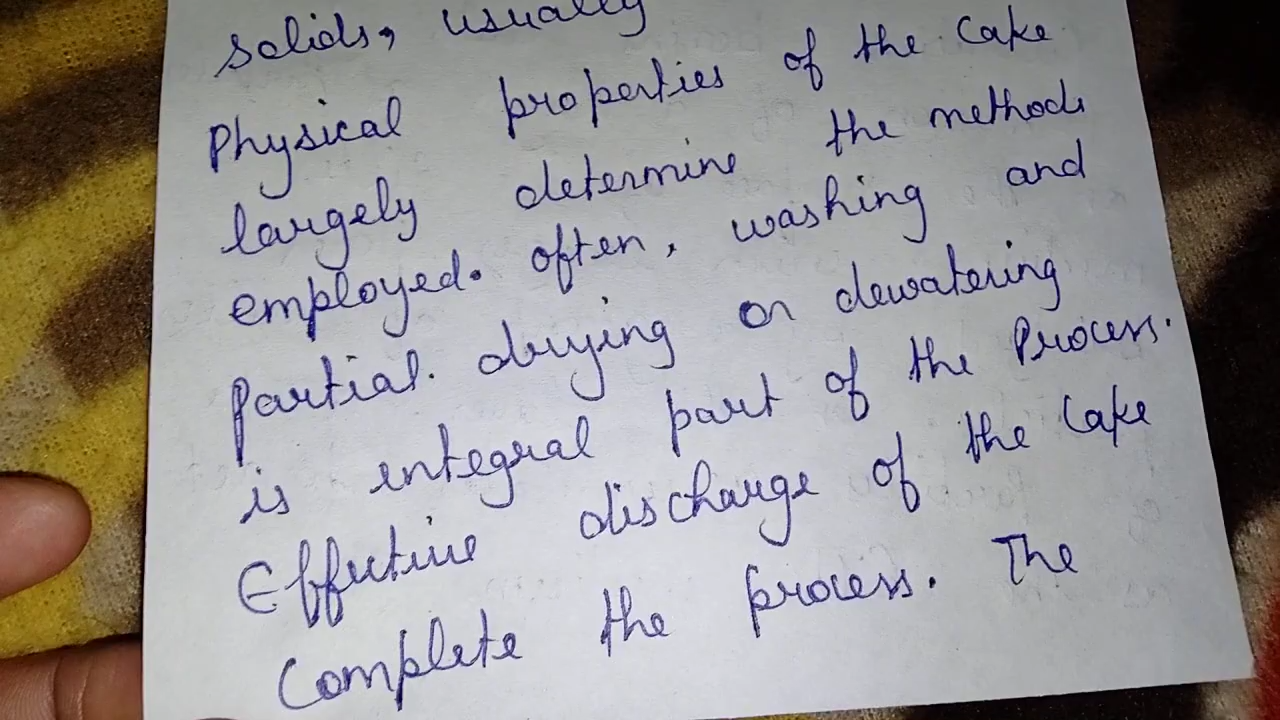 solids, usually
Physical properties of the Cake
largely determine the methods
employed. often, washing and
partial. drying or dewatering
is integral part of the Process.
Effective discharge of the Cake
Complete the process. The